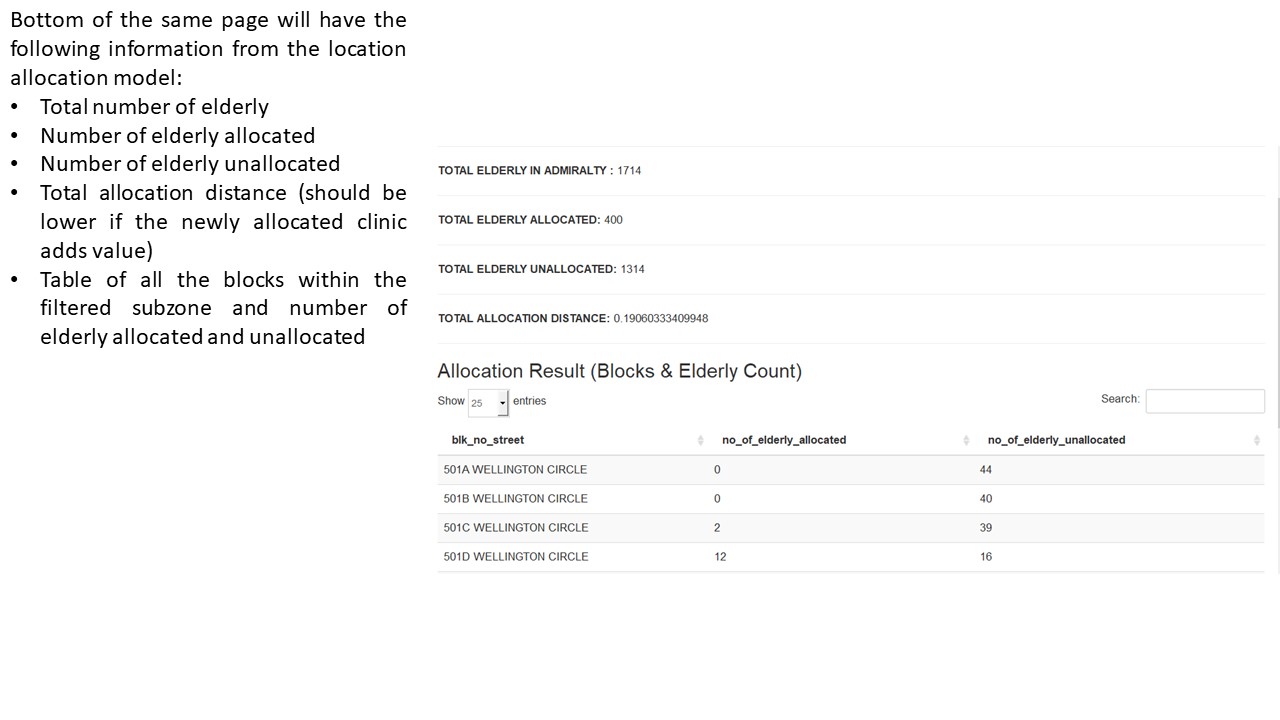 Bottom of the same page will have the
following information from the location
allocation model:
• Total number of elderly
• Number of elderly allocated
• Number of elderly unallocated
• Total allocation distance (should be
lower if the newly allocated clinic
adds value)
• Table of all the blocks within the
filtered subzone and number of
elderly allocated and unallocated
TOTAL ELDERLY IN ADMIRALTY : 1714
TOTAL ELDERLY ALLOCATED: 400
TOTAL ELDERLY UNALLOCATED: 1314
TOTAL ALLOCATION DISTANCE: 0.19060333409948
Allocation Result (Blocks & Elderly Count)
Show 25 entries Search:
blk_no_street no_of_elderly_allocated no_of_elderly_unallocated
501A WELLINGTON CIRCLE 0 44
501B WELLINGTON CIRCLE 0 40
501C WELLINGTON CIRCLE 2 39
501D WELLINGTON CIRCLE 12 16